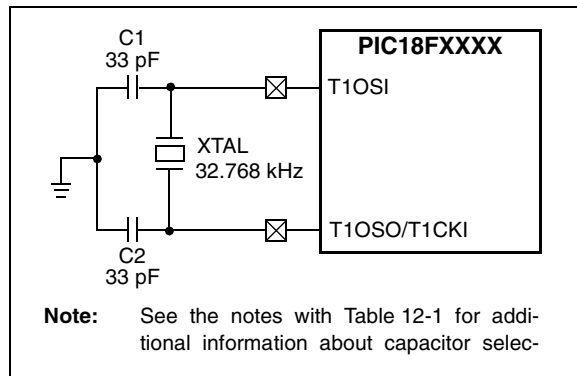 C1
33 pF
PIC18FXXXX
T1OSI
XTAL
32.768 kHz
T1OSO/T1CKI
C2
33 pF
Note: See the notes with Table 12-1 for addi-
tional information about capacitor selec-